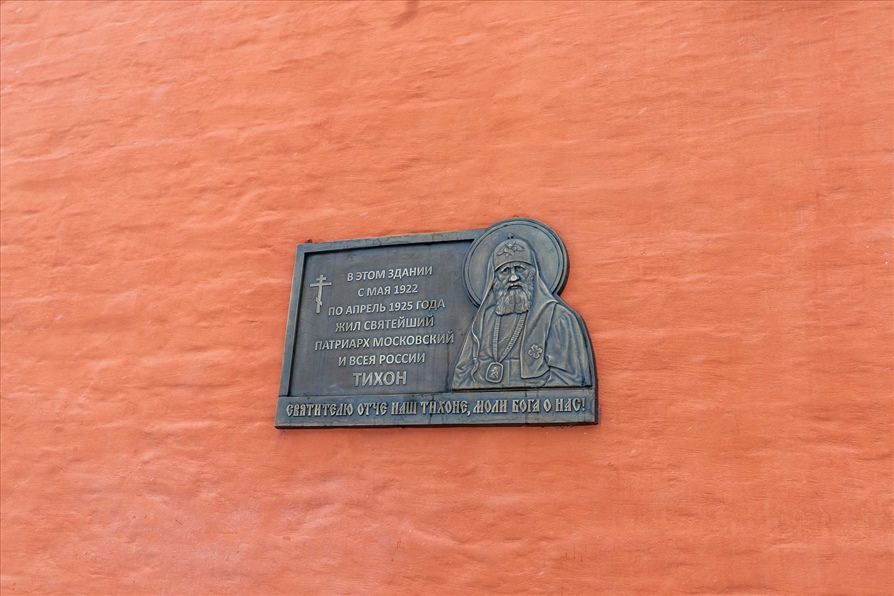 В ЭТОМ ЗДАНИИ
С МАЯ 1922
ПО АПРЕЛЬ 1925 ГОДА
ЖИЛ СВЯТЕЙШИЙ
ПАТРИАРХ МОСКОВСКИЙ
И ВСЕЯ РОССИИ
ТИХОН
СВЯТИТЕЛЮ ОТЧЕ НАШ ТИХОНЕ, МОЛИ БОГА О НАС!